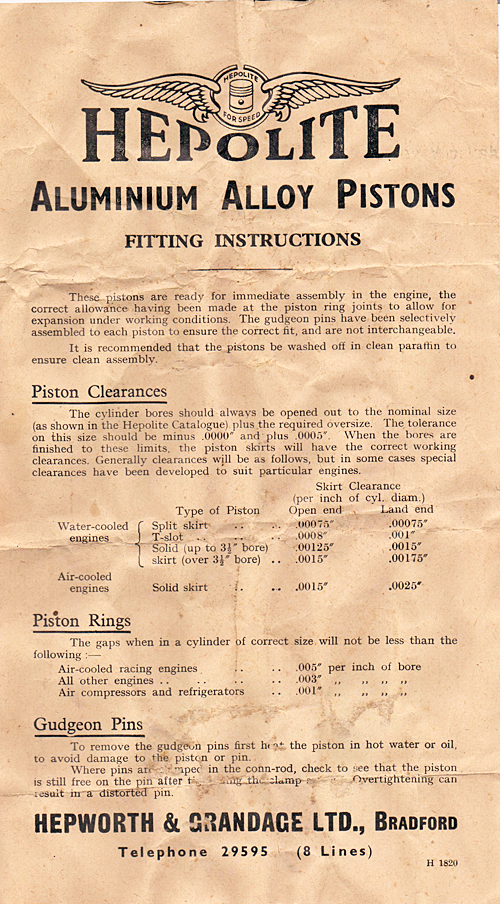 HEPOLITE
FOR SPEED
HEPOLITE
ALUMINIUM ALLOY PISTONS
FITTING INSTRUCTIONS
These pistons are ready for immediate assembly in the engine, the
correct allowance having been made at the piston ring joints to allow for
expansion under working conditions. The gudgeon pins have been selectively
assembled to each piston to ensure the correct fit, and are not interchangeable.
It is recommended that the pistons be washed off in clean paraffin to
ensure clean assembly.
Piston Clearances
The cylinder bores should always be opened out to the nominal size
(as shown in the Hepolite Catalogue) plus the required oversize. The tolerance
on this size should be minus .0000" and plus .0005". When the bores are
finished to these limits, the piston skirts will have the correct working
clearances. Generally clearances will be as follows, but in some cases special
clearances have been developed to suit particular engines.
Skirt Clearance
(per inch of cyl. diam.)
Type of Piston Open end Land end
Water-cooled engines { Split skirt .. .. .00075" .00075"
T-slot .. .. .. .0008" .001"
Solid (up to 3½" bore) .00125" .0015"
skirt (over 3½" bore) .. .0015" .00175"
Air-cooled
engines Solid skirt .. .. .0015" .0025"
Piston Rings
The gaps when in a cylinder of correct size will not be less than the
following :—
Air-cooled racing engines .. .. .005" per inch of bore
All other engines .. .. .. .. .003" ,, ,, ,, ,,
Air compressors and refrigerators .. .001" ,, ,, ,, ,,
Gudgeon Pins
To remove the gudgeon pins first heat the piston in hot water or oil,
to avoid damage to the piston or pin.
Where pins are in the conn-rod, check to see that the piston
is still free on the pin after the clamp Overtightening can
result in a distorted pin.
HEPWORTH & GRANDAGE LTD., BRADFORD
Telephone 29595 (8 Lines)
H 1820